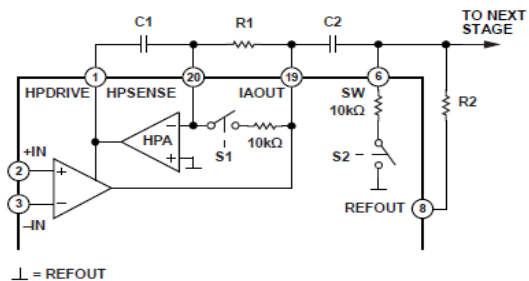 C1
R1
C2
TO NEXT
STAGE
1
20
19
6
HPDRIVE
HPSENSE
IAOUT
SW
10kΩ
R2
HPA
–
+
S1
10kΩ
S2
+IN
2
+
3
–
–IN
REFOUT
8
= REFOUT